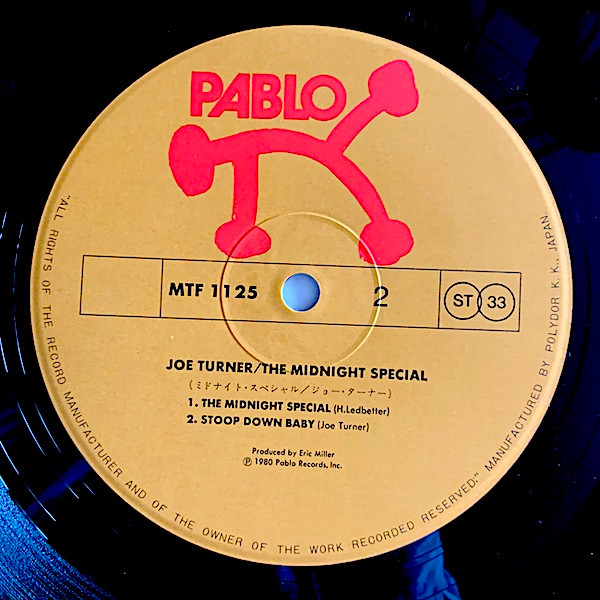 PABLO
MTF 1125
2
ST 33
JOE TURNER/THE MIDNIGHT SPECIAL
(ミドナイト・スペシャル/ジョー・ターナー)
1. THE MIDNIGHT SPECIAL (H.Ledbetter)
2. STOOP DOWN BABY (Joe Turner)
Produced by Eric Miller
℗ 1980 Pablo Records, Inc.
"ALL RIGHTS OF THE RECORD MANUFACTURER AND OF THE OWNER OF THE WORK RECORDED RESERVED." MANUFACTURED BY POLYDOR K.K., JAPAN